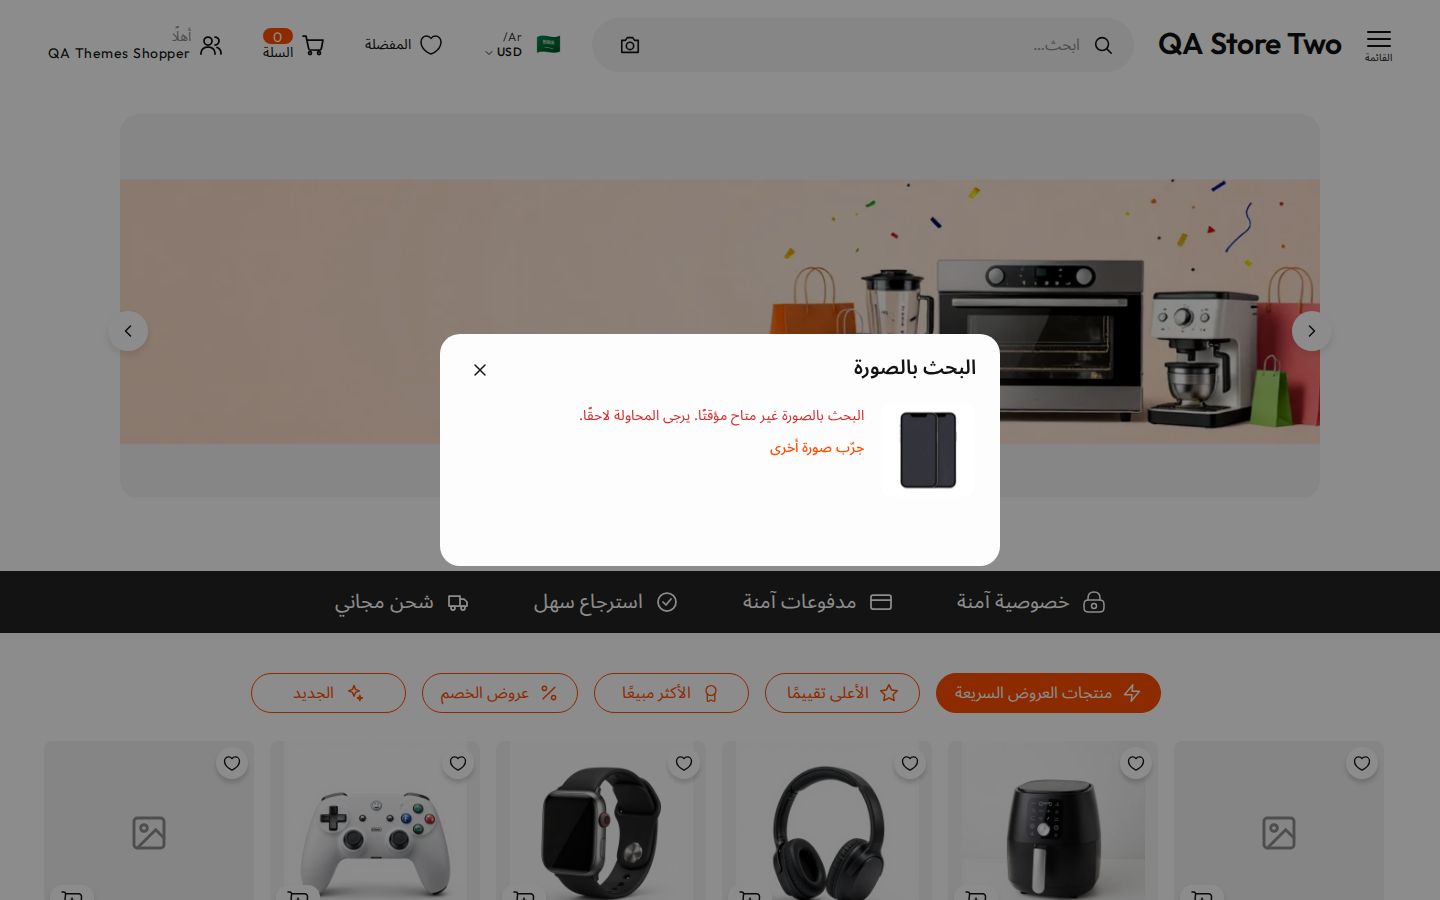 القائمة
QA Store Two
ابحث...
Ar/
USD
المفضلة
0
السلة
أهلًا
QA Themes Shopper
البحث بالصورة
البحث بالصورة غير متاح مؤقتًا. يرجى المحاولة لاحقًا.
جرّب صورة أخرى
خصوصية آمنة
مدفوعات آمنة
استرجاع سهل
شحن مجاني
منتجات العروض السريعة
الأعلى تقييمًا
الأكثر مبيعًا
عروض الخصم
الجديد